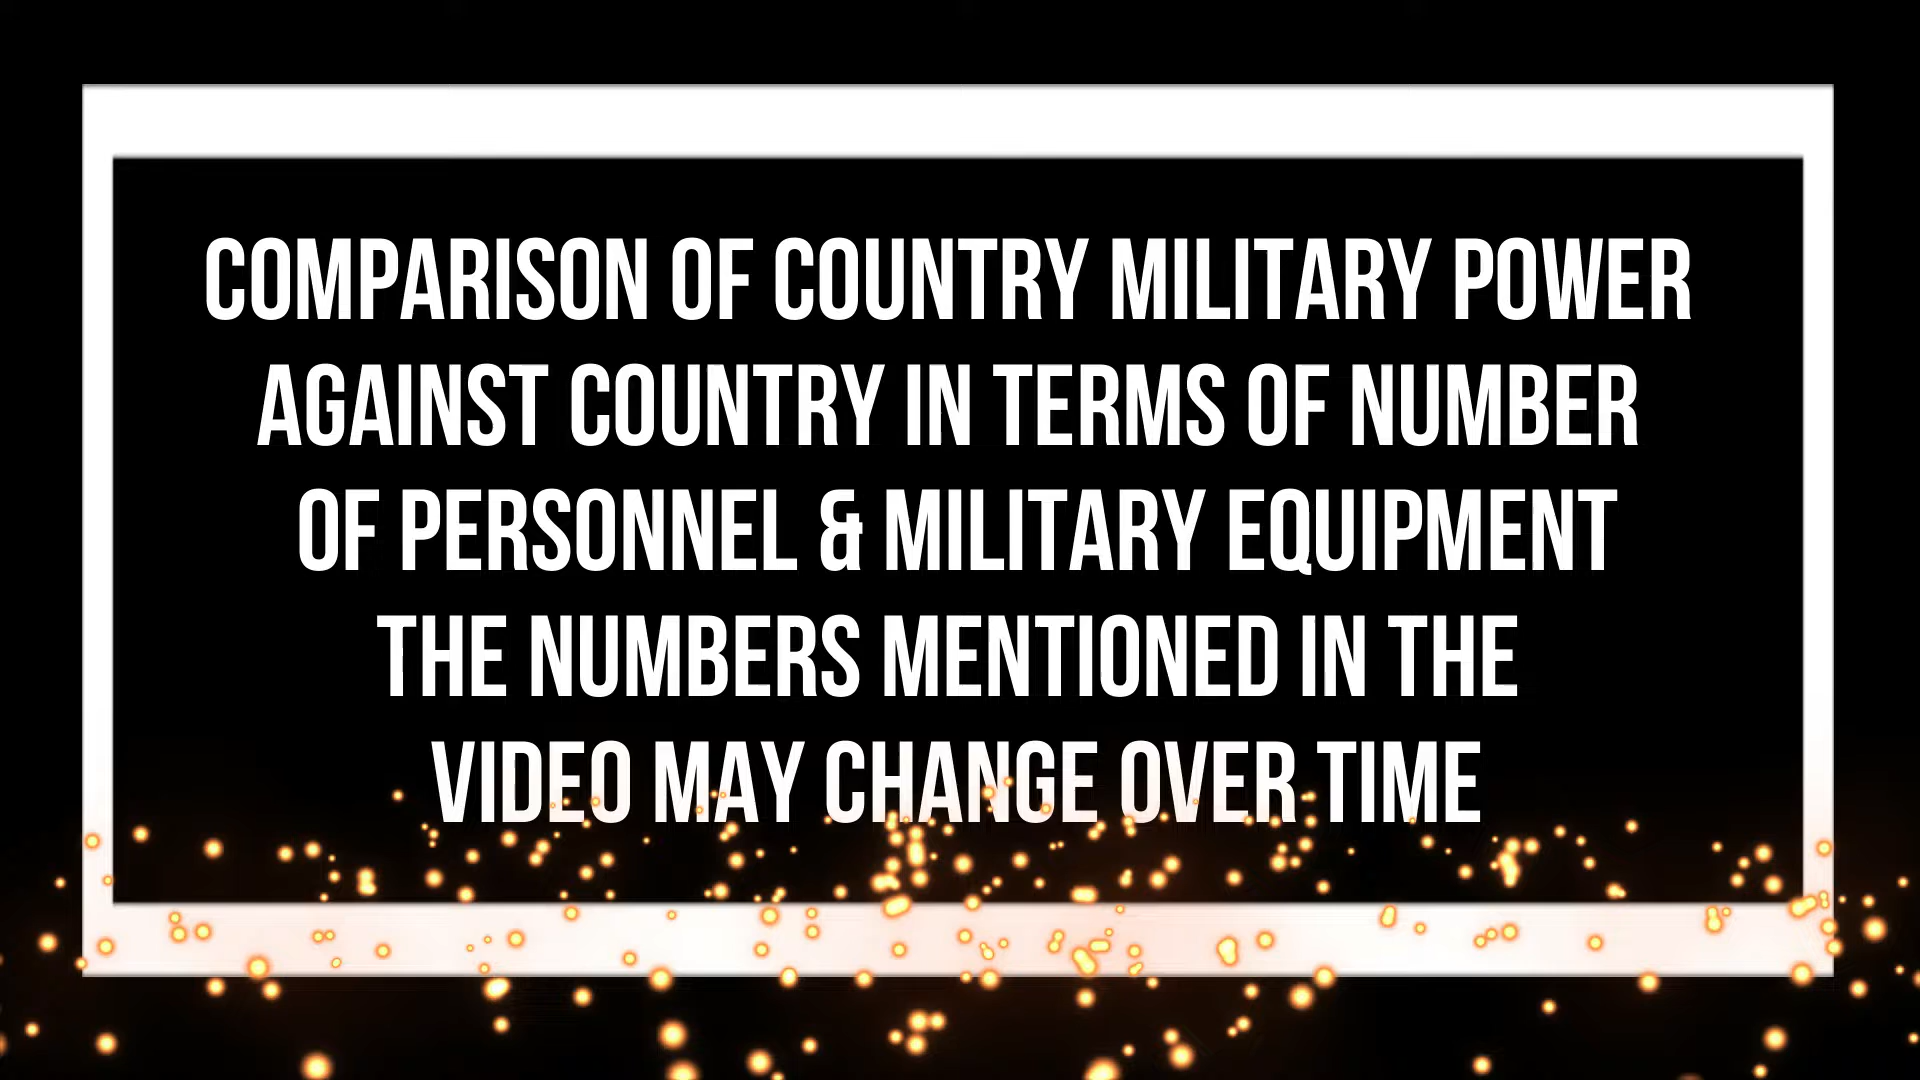 COMPARISON OF COUNTRY MILITARY POWER
AGAINST COUNTRY IN TERMS OF NUMBER
OF PERSONNEL & MILITARY EQUIPMENT
THE NUMBERS MENTIONED IN THE
VIDEO MAY CHANGE OVER TIME